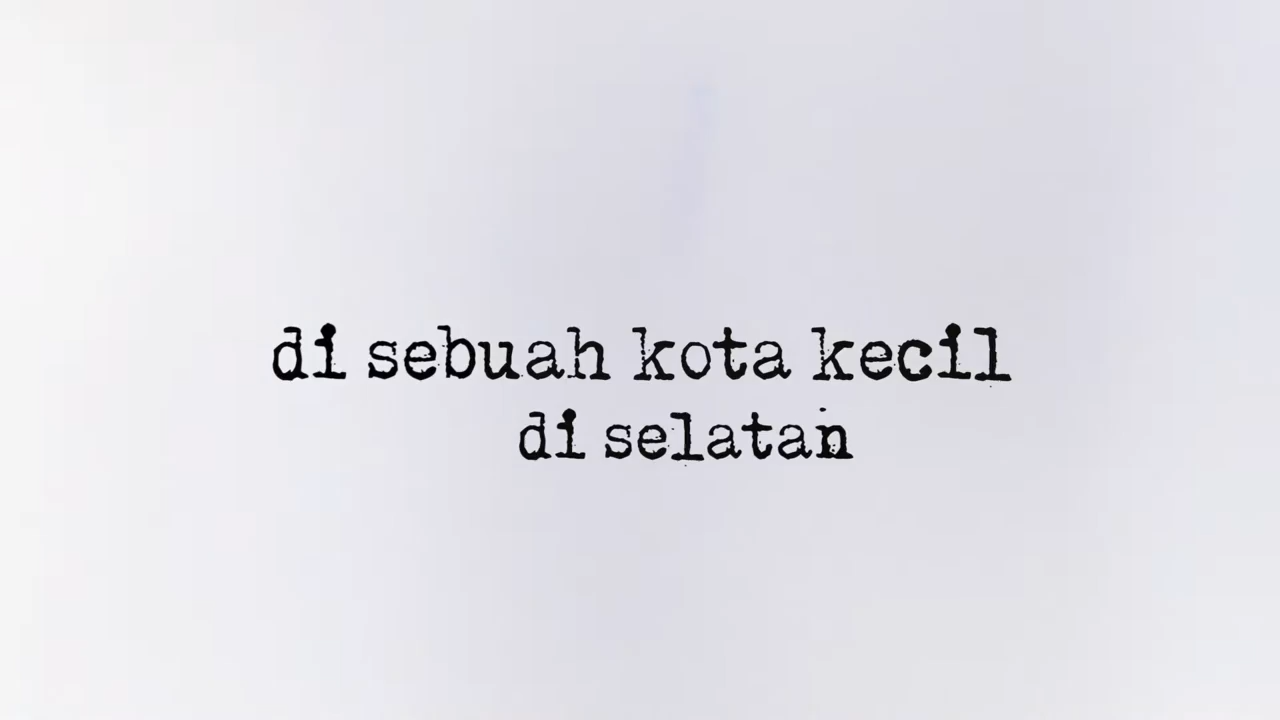 di sebuah kota kecil
di selatan